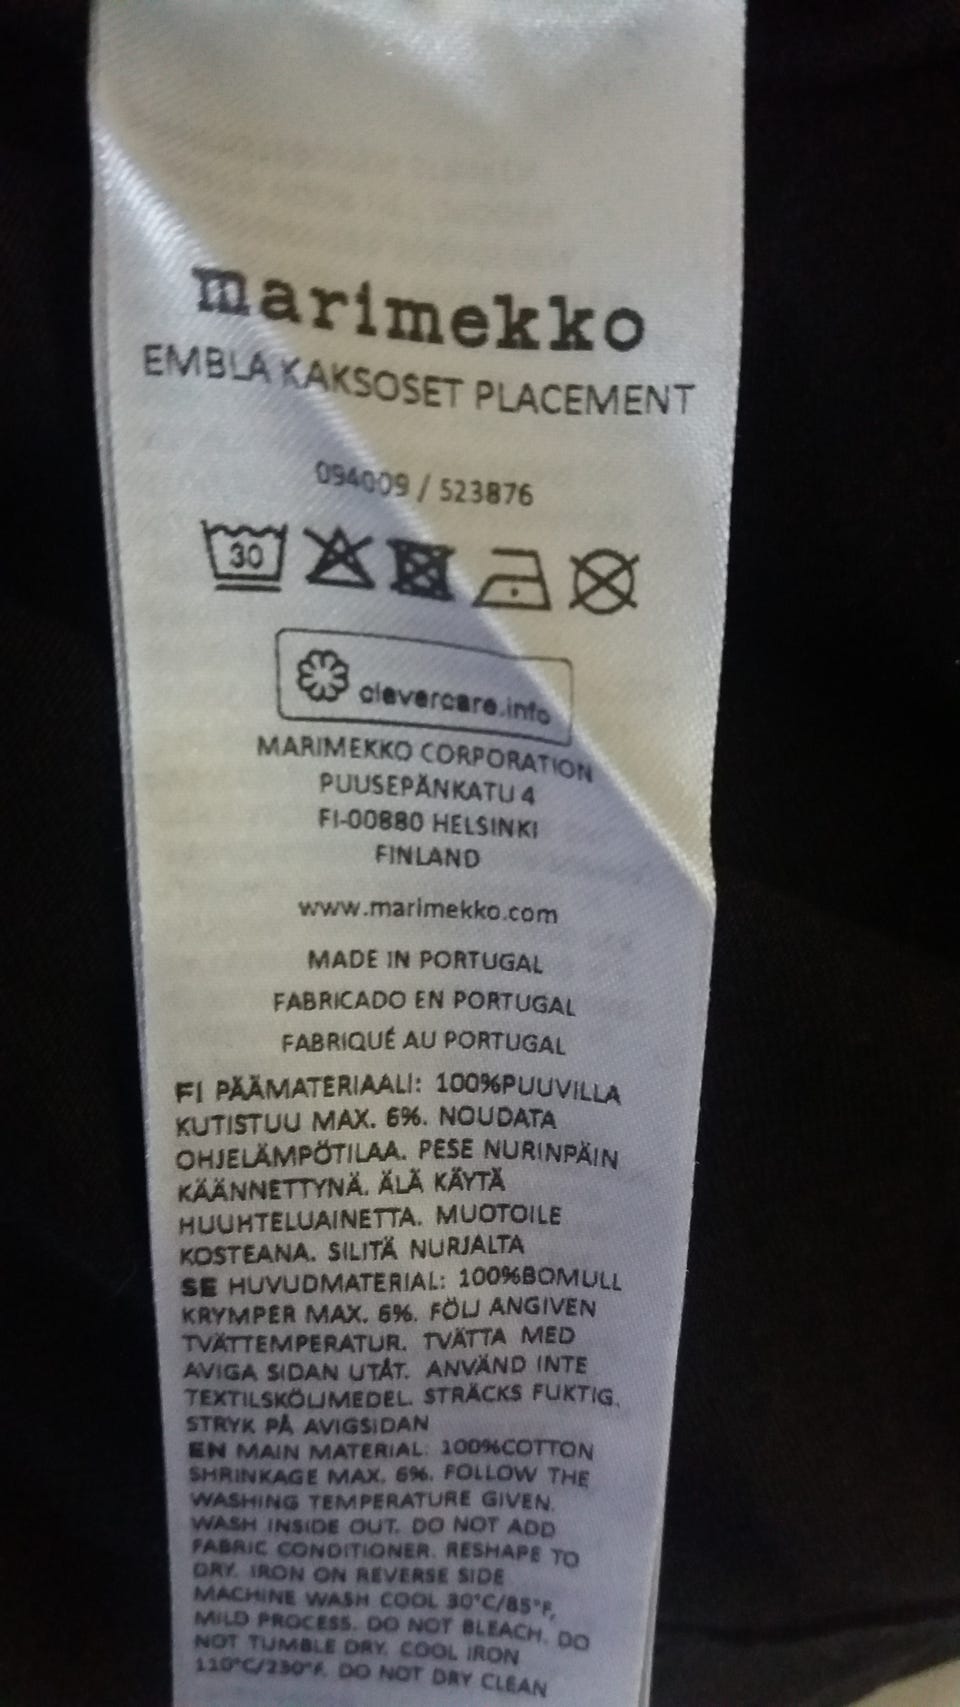 marimekko
EMBLA KAKSOSET PLACEMENT
094009 / 523876
30
clevercare.info
MARIMEKKO CORPORATION
PUUSEPÄNKATU 4
FI-00880 HELSINKI
FINLAND
www.marimekko.com
MADE IN PORTUGAL
FABRICADO EN PORTUGAL
FABRIQUÉ AU PORTUGAL
FI PÄÄMATERIAALI: 100%PUUVILLA
KUTISTUU MAX. 6%. NOUDATA
OHJELÄMPÖTILAA. PESE NURINPÄIN
KÄÄNNETTYNÄ. ÄLÄ KÄYTÄ
HUUHTELUAINETTA. MUOTOILE
KOSTEANA. SILITÄ NURJALTA
SE HUVUDMATERIAL: 100%BOMULL
KRYMPER MAX. 6%. FÖLJ ANGIVEN
TVÄTTEMPERATUR. TVÄTTA MED
AVIGA SIDAN UTÅT. ANVÄND INTE
TEXTILSKÖLJMEDEL. STRÄCKS FUKTIG.
STRYK PÅ AVIGSIDAN
EN MAIN MATERIAL: 100%COTTON
SHRINKAGE MAX. 6%. FOLLOW THE
WASHING TEMPERATURE GIVEN.
WASH INSIDE OUT. DO NOT ADD
FABRIC CONDITIONER. RESHAPE TO
DRY. IRON ON REVERSE SIDE
MACHINE WASH COOL 30°C/85°F,
MILD PROCESS. DO NOT BLEACH. DO
NOT TUMBLE DRY. COOL IRON
110°C/230°F. DO NOT DRY CLEAN